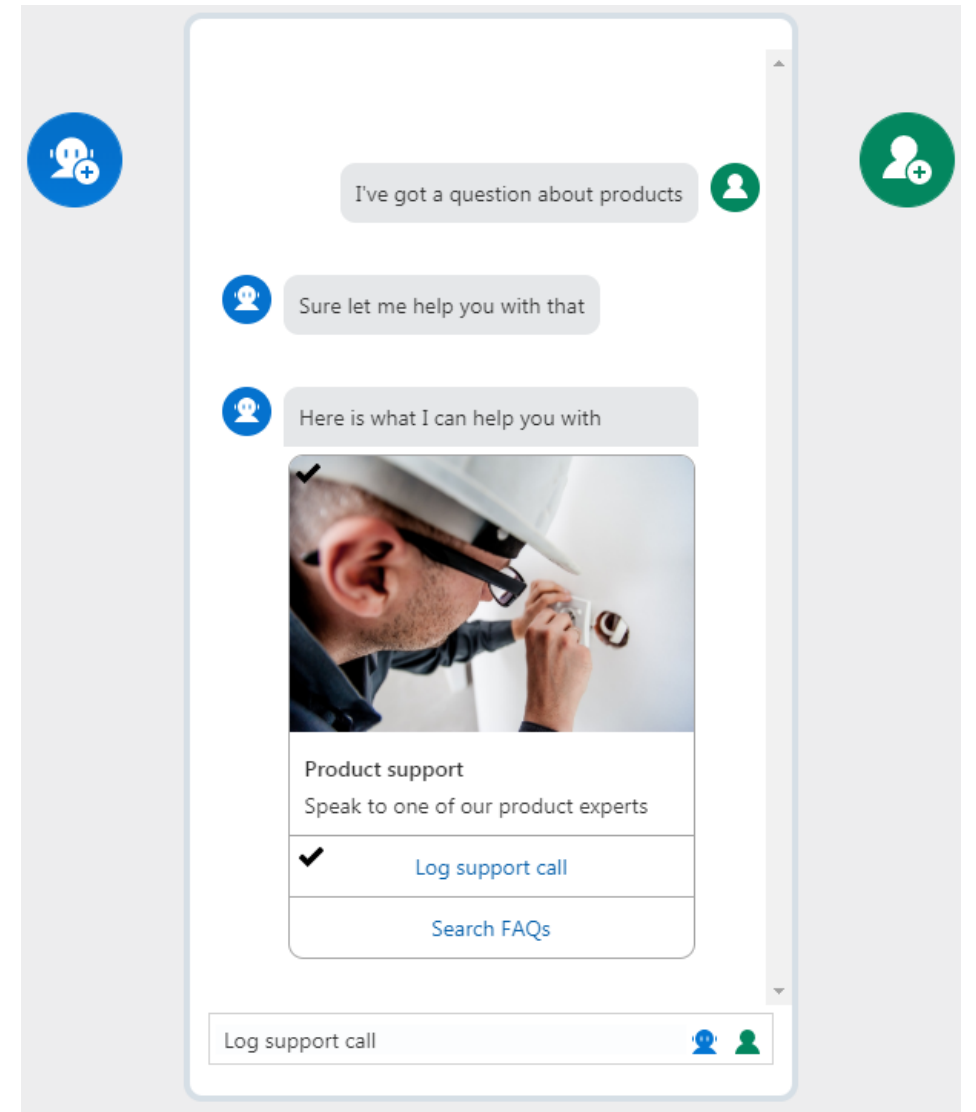 I've got a question about products
Sure let me help you with that
Here is what I can help you with
Product support
Speak to one of our product experts
Log support call
Search FAQs
Log support call